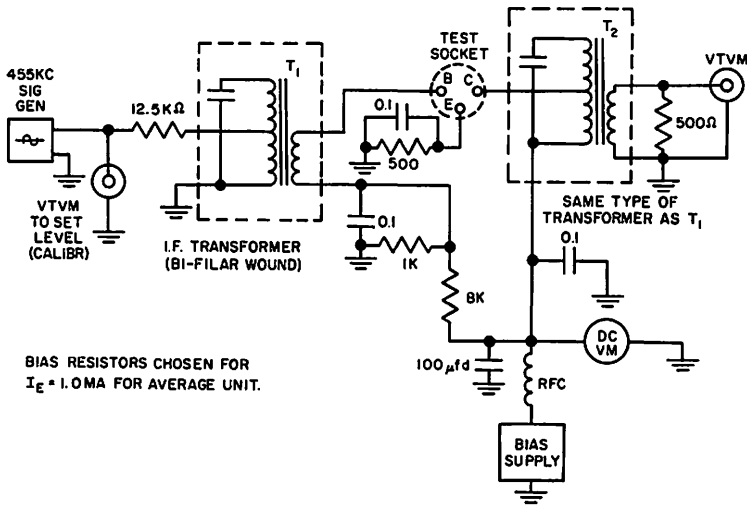 455KC
SIG
GEN
12.5KΩ
VTVM
TO SET
LEVEL
(CALIBR)
T1
I.F. TRANSFORMER
(BI-FILAR WOUND)
TEST
SOCKET
B C
E
0.1
500
0.1
1K
8K
T2
VTVM
500Ω
SAME TYPE OF
TRANSFORMER AS T1
0.1
DC
VM
100μfd
RFC
BIAS
SUPPLY
BIAS RESISTORS CHOSEN FOR
IE = 1.0 MA FOR AVERAGE UNIT.